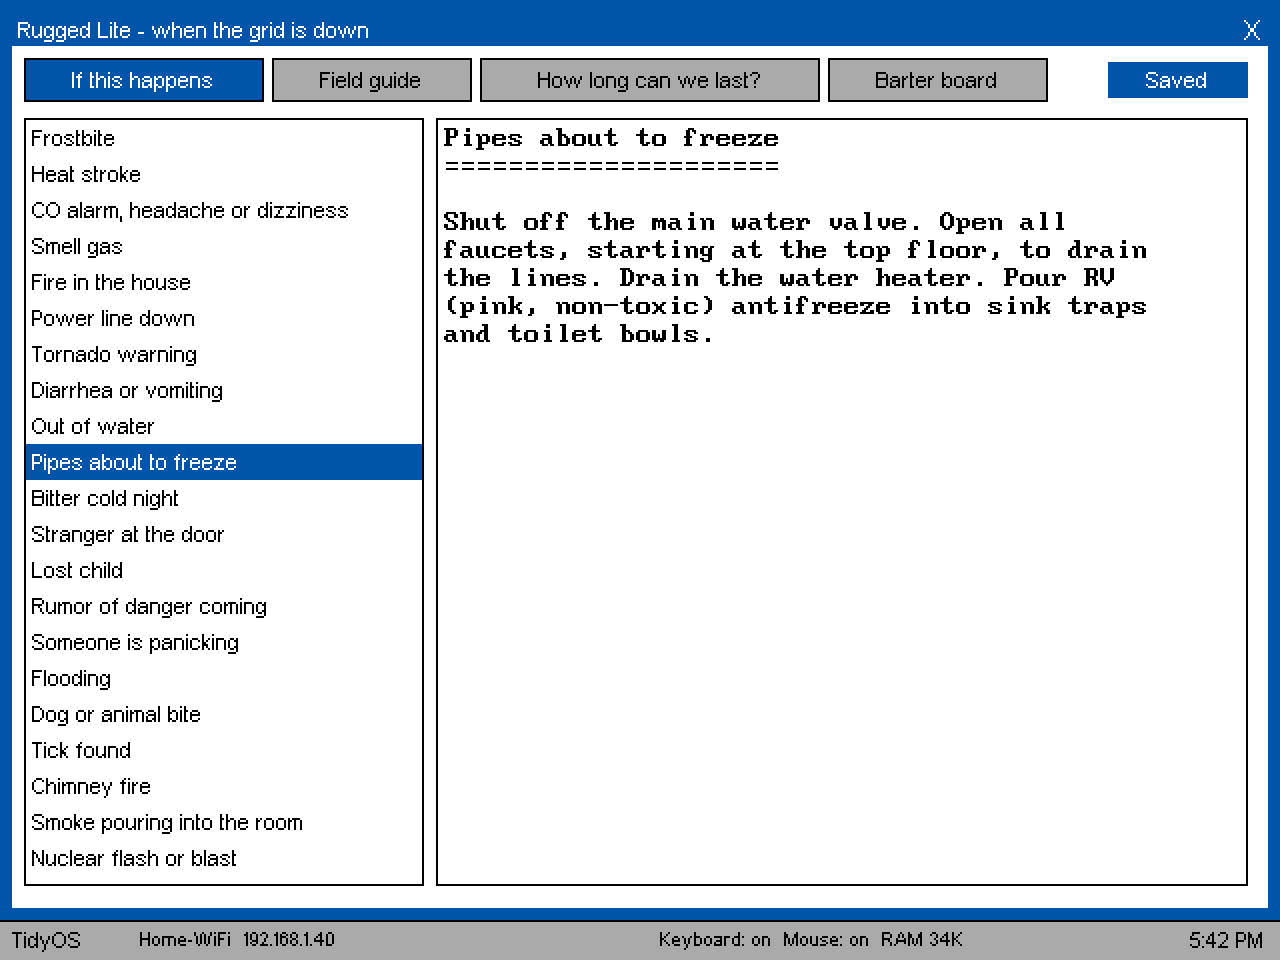 Rugged Lite - when the grid is down X
If this happens
Field guide
How long can we last?
Barter board
Saved
Frostbite
Heat stroke
CO alarm, headache or dizziness
Smell gas
Fire in the house
Power line down
Tornado warning
Diarrhea or vomiting
Out of water
Pipes about to freeze
Bitter cold night
Stranger at the door
Lost child
Rumor of danger coming
Someone is panicking
Flooding
Dog or animal bite
Tick found
Chimney fire
Smoke pouring into the room
Nuclear flash or blast
Pipes about to freeze
=====================
Shut off the main water valve. Open all
faucets, starting at the top floor, to drain
the lines. Drain the water heater. Pour RV
(pink, non-toxic) antifreeze into sink traps
and toilet bowls.
TidyOS Home-WiFi 192.168.1.40 Keyboard: on Mouse: on RAM 34K 5:42 PM